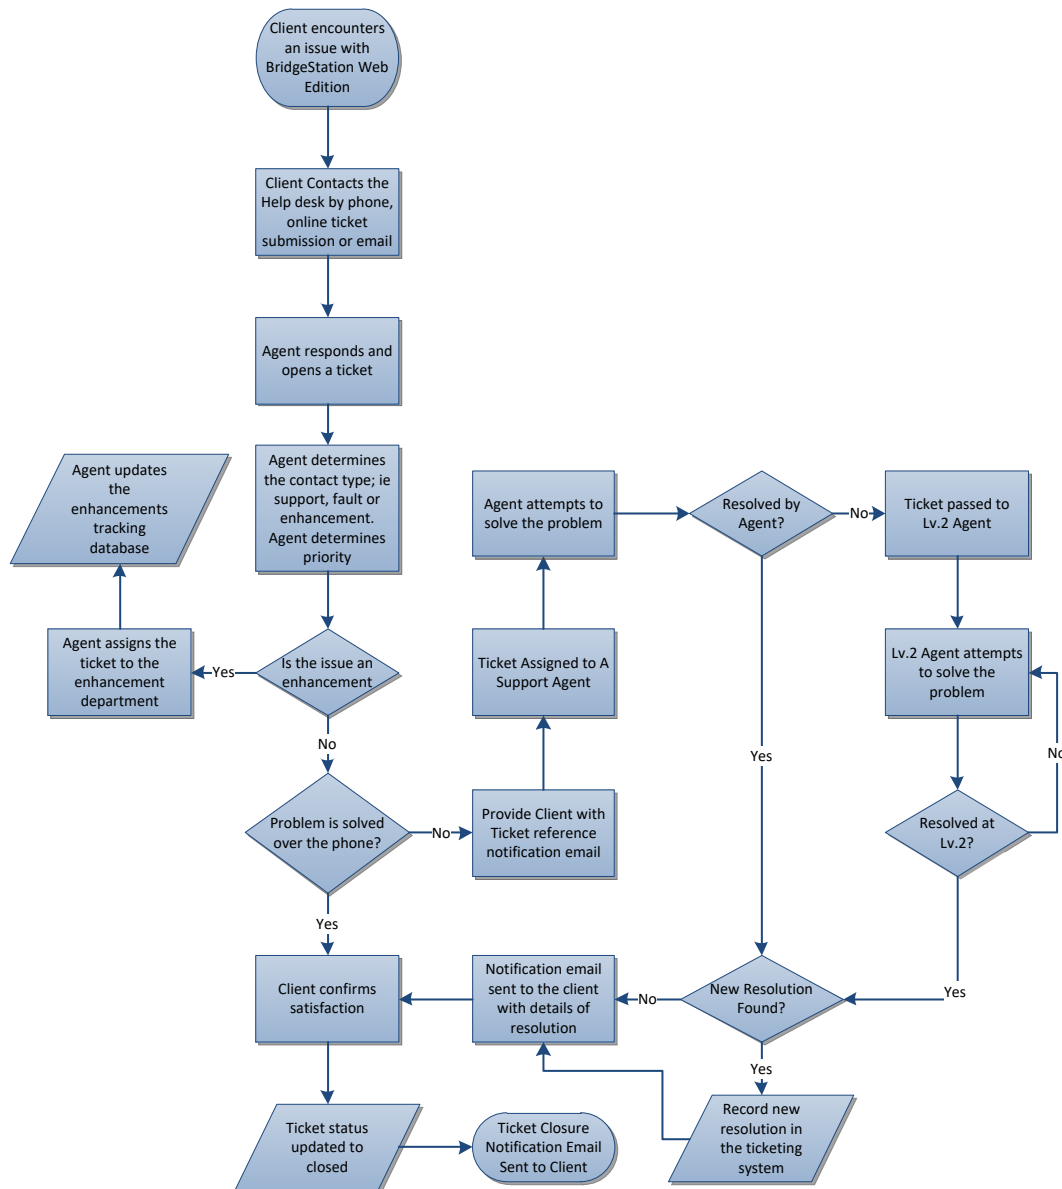 Client encounters
an issue with
BridgeStation Web
Edition
Client Contacts the
Help desk by phone,
online ticket
submission or email
Agent responds and
opens a ticket
Agent determines
the contact type; ie
support, fault or
enhancement.
Agent determines
priority
Agent updates
the
enhancements
tracking
database
Agent assigns the
ticket to the
enhancement
department
Yes
Is the issue an
enhancement
No
Problem is solved
over the phone?
No
Provide Client with
Ticket reference
notification email
Ticket Assigned to A
Support Agent
Agent attempts to
solve the problem
Resolved by
Agent?
No
Ticket passed to
Lv.2 Agent
Lv.2 Agent attempts
to solve the
problem
No
Resolved at
Lv.2?
Yes
Yes
Yes
Client confirms
satisfaction
Notification email
sent to the client
with details of
resolution
No
New Resolution
Found?
Yes
Record new
resolution in
the ticketing
system
Ticket status
updated to
closed
Ticket Closure
Notification Email
Sent to Client